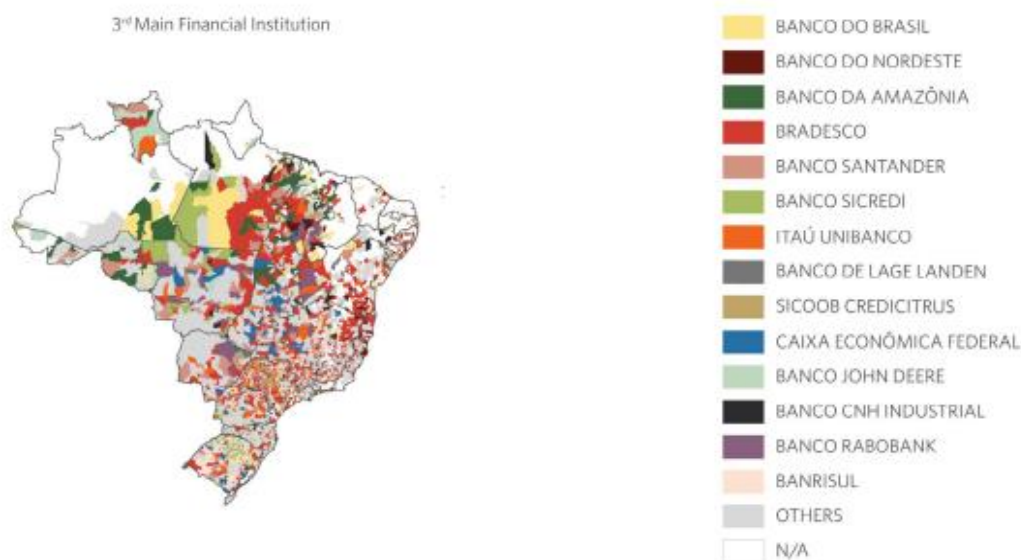 3rd Main Financial Institution
BANCO DO BRASIL
BANCO DO NORDESTE
BANCO DA AMAZÔNIA
BRADESCO
BANCO SANTANDER
BANCO SICREDI
ITAÚ UNIBANCO
BANCO DE LAGE LANDEN
SICOOB CREDICITRUS
CAIXA ECONÔMICA FEDERAL
BANCO JOHN DEERE
BANCO CNH INDUSTRIAL
BANCO RABOBANK
BANRISUL
OTHERS
N/A